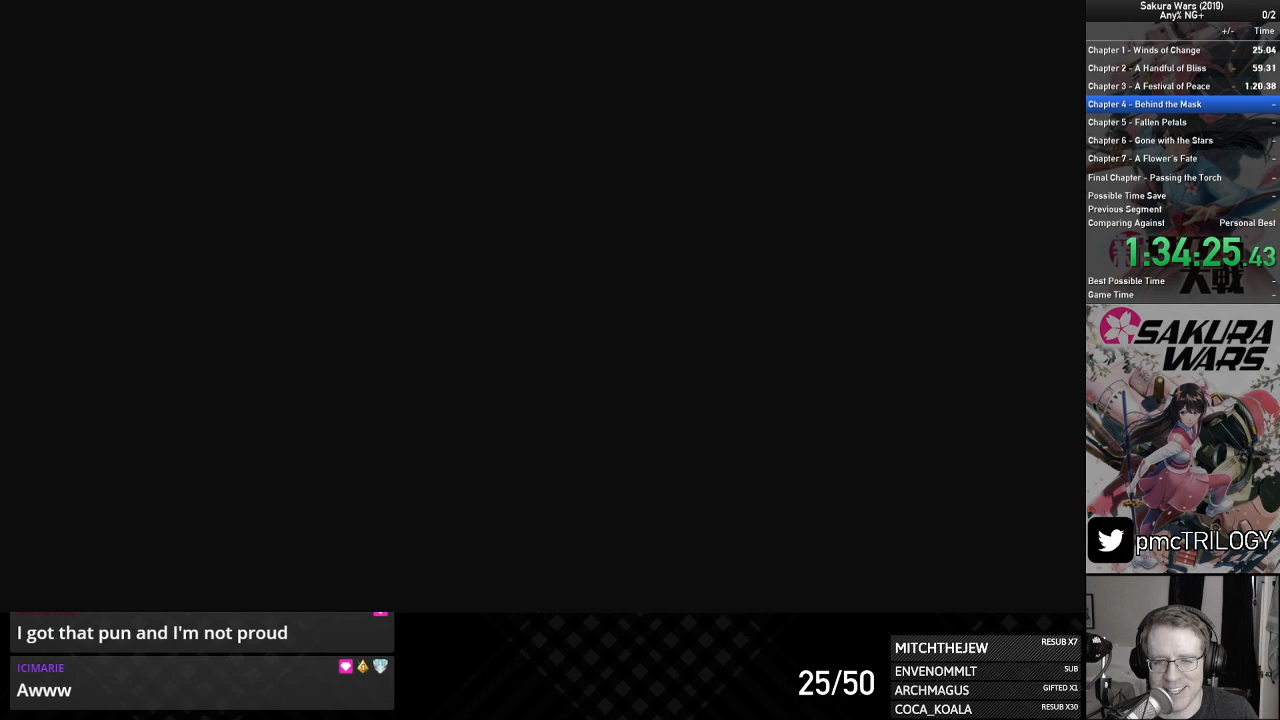 Sakura Wars (2019)
Any% NG+ 0/2
+/- Time
Chapter 1 - Winds of Change - 25.04
Chapter 2 - A Handful of Bliss - 59.31
Chapter 3 - A Festival of Peace - 1:20:38
Chapter 4 - Behind the Mask -
Chapter 5 - Fallen Petals -
Chapter 6 - Gone with the Stars -
Chapter 7 - A Flower's Fate -
Final Chapter - Passing the Torch -
Possible Time Save -
Previous Segment -
Comparing Against Personal Best
1:34:25.43
大戦
Best Possible Time -
Game Time -
SAKURA
WARS
pmcTRILOGY
I got that pun and I'm not proud
ICIMARIE
Awww
25/50
MITCHTHEJEW RESUB X7
ENVENOMMLT SUB
ARCHMAGUS GIFTED X1
COCA_KOALA RESUB X30